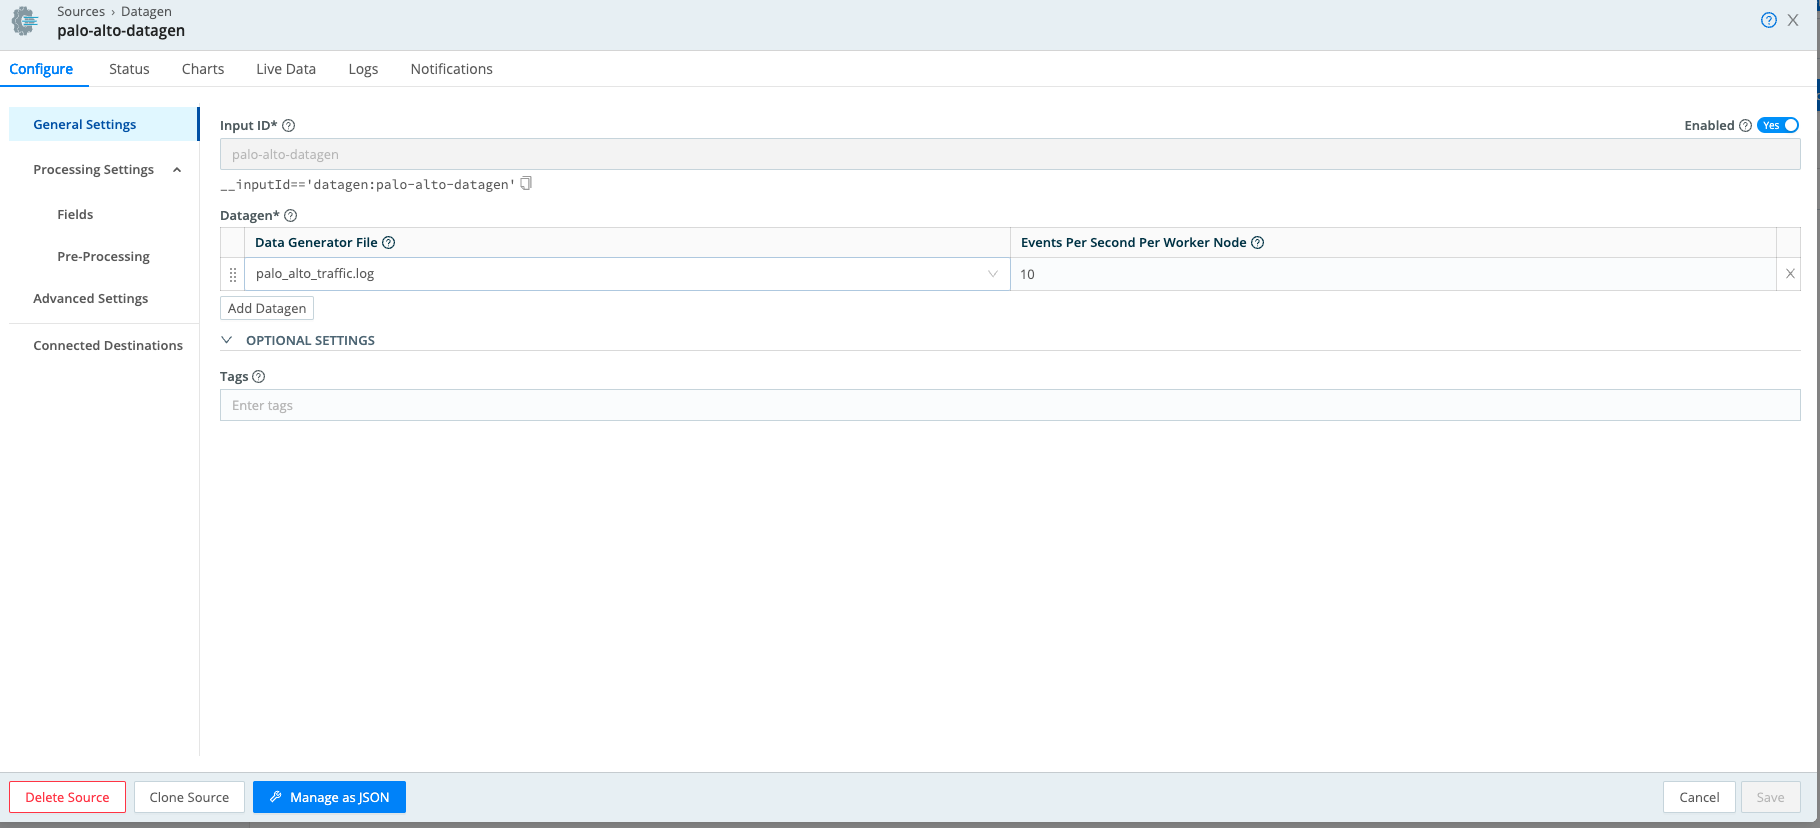 Sources › Datagen
palo-alto-datagen
Configure Status Charts Live Data Logs Notifications
General Settings
Processing Settings
Fields
Pre-Processing
Advanced Settings
Connected Destinations
Input ID*
Enabled Yes
palo-alto-datagen
__inputId=='datagen:palo-alto-datagen'
Datagen*
Data Generator File Events Per Second Per Worker Node
palo_alto_traffic.log 10
Add Datagen
OPTIONAL SETTINGS
Tags
Enter tags
Delete Source Clone Source Manage as JSON Cancel Save